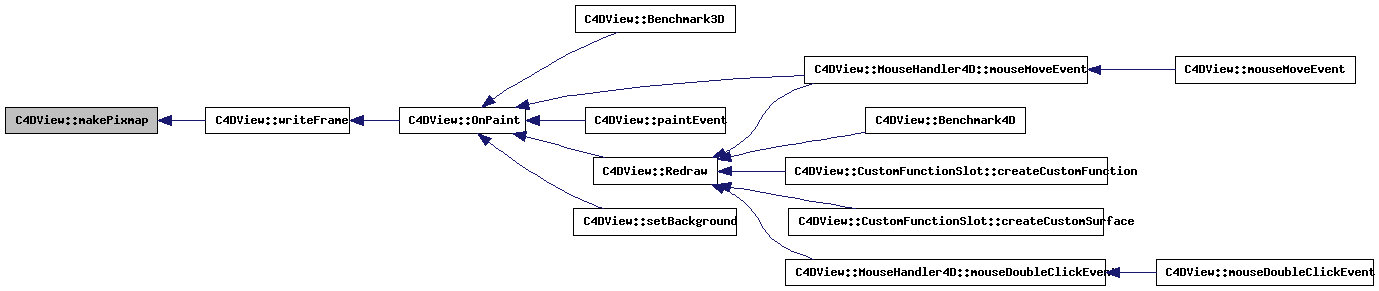 C4DView::Benchmark3D
C4DView::MouseHandler4D::mouseMoveEvent
C4DView::mouseMoveEvent
C4DView::makePixmap
C4DView::writeFrame
C4DView::OnPaint
C4DView::paintEvent
C4DView::Benchmark4D
C4DView::Redraw
C4DView::CustomFunctionSlot::createCustomFunction
C4DView::setBackground
C4DView::CustomFunctionSlot::createCustomSurface
C4DView::MouseHandler4D::mouseDoubleClickEvent
C4DView::mouseDoubleClickEvent